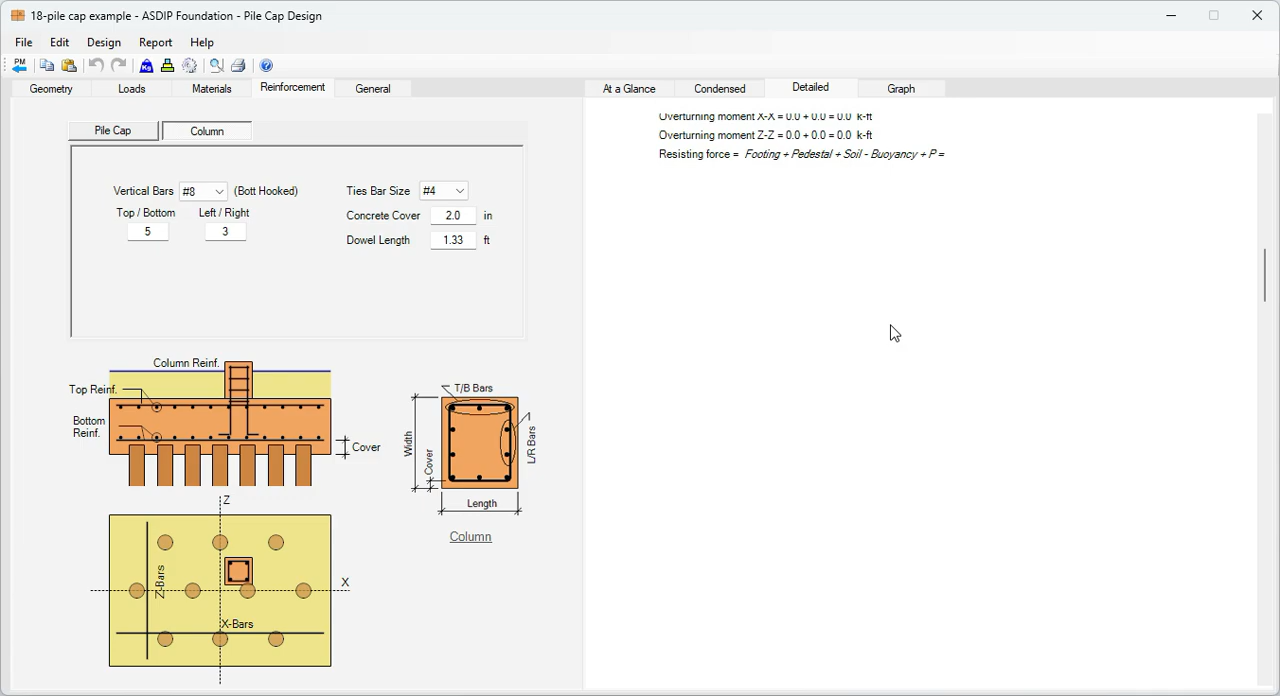 18-pile cap example - ASDIP Foundation - Pile Cap Design
File Edit Design Report Help
PM
Kg
?
Geometry Loads Materials Reinforcement General
At a Glance Condensed Detailed Graph
Pile Cap Column
Vertical Bars #8 (Bott Hooked)
Top / Bottom Left / Right
5 3
Ties Bar Size #4
Concrete Cover 2.0 in
Dowel Length 1.33 ft
Column Reinf.
Top Reinf.
Bottom
Reinf.
Cover
T/B Bars
Width
Cover
L/R Bars
Length
Column
Z
Z-Bars
X
X-Bars
Overturning moment X-X = 0.0 + 0.0 = 0.0 k-ft
Overturning moment Z-Z = 0.0 + 0.0 = 0.0 k-ft
Resisting force = Footing + Pedestal + Soil - Buoyancy + P =